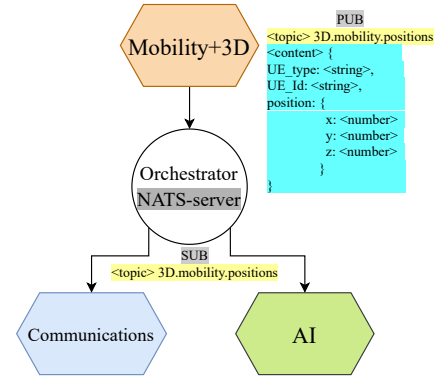 PUB
Mobility+3D
<topic> 3D.mobility.positions
<content> {
UE_type: <string>,
UE_Id: <string>,
position: {
x: <number>
y: <number>
z: <number>
}
}
Orchestrator
NATS-server
SUB
<topic> 3D.mobility.positions
Communications
AI